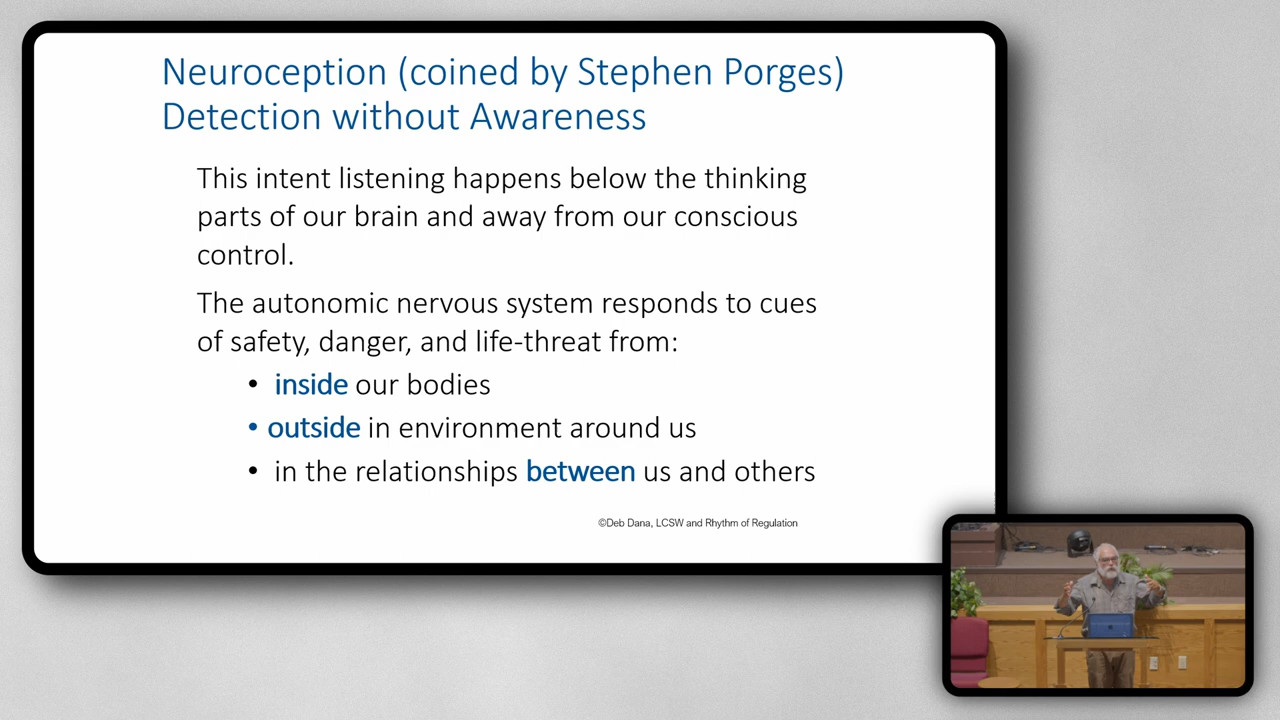 Neuroception (coined by Stephen Porges)
Detection without Awareness
This intent listening happens below the thinking
parts of our brain and away from our conscious
control.
The autonomic nervous system responds to cues
of safety, danger, and life-threat from:
• inside our bodies
• outside in environment around us
• in the relationships between us and others
©Deb Dana, LCSW and Rhythm of Regulation